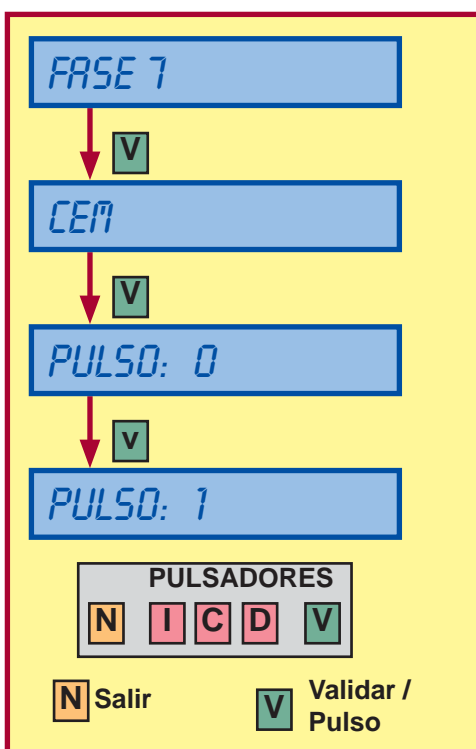 FASE 7
V
CEM
V
PULSO: 0
v
PULSO: 1
PULSADORES
N I C D V
N Salir V Validar /
Pulso